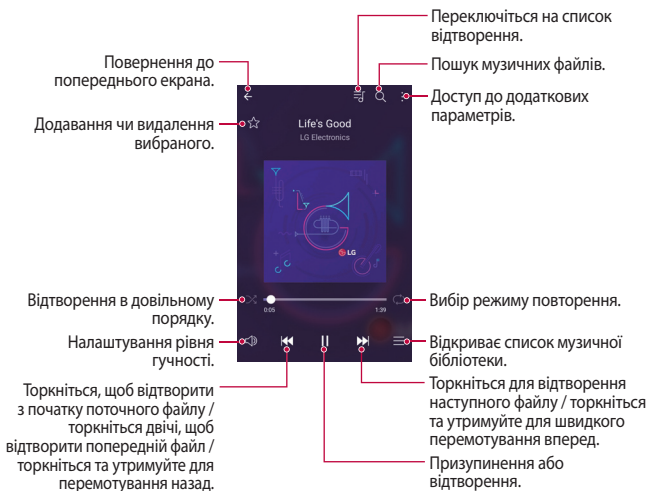 Переключіться на список
відтворення.
Повернення до
попереднього екрана.
Пошук музичних файлів.
Доступ до додаткових
параметрів.
Додавання чи видалення
вибраного.
Life's Good
LG Electronics
LG
Відтворення в довільному
порядку.
0:05
1:39
Вибір режиму повторення.
Налаштування рівня
гучності.
Відкриває список музичної
бібліотеки.
Торкніться, щоб відтворити
з початку поточного файлу /
торкніться двічі, щоб
відтворити попередній файл /
торкніться та утримуйте для
перемотування назад.
Торкніться для відтворення
наступного файлу / торкніться
та утримуйте для швидкого
перемотування вперед.
Призупинення або
відтворення.